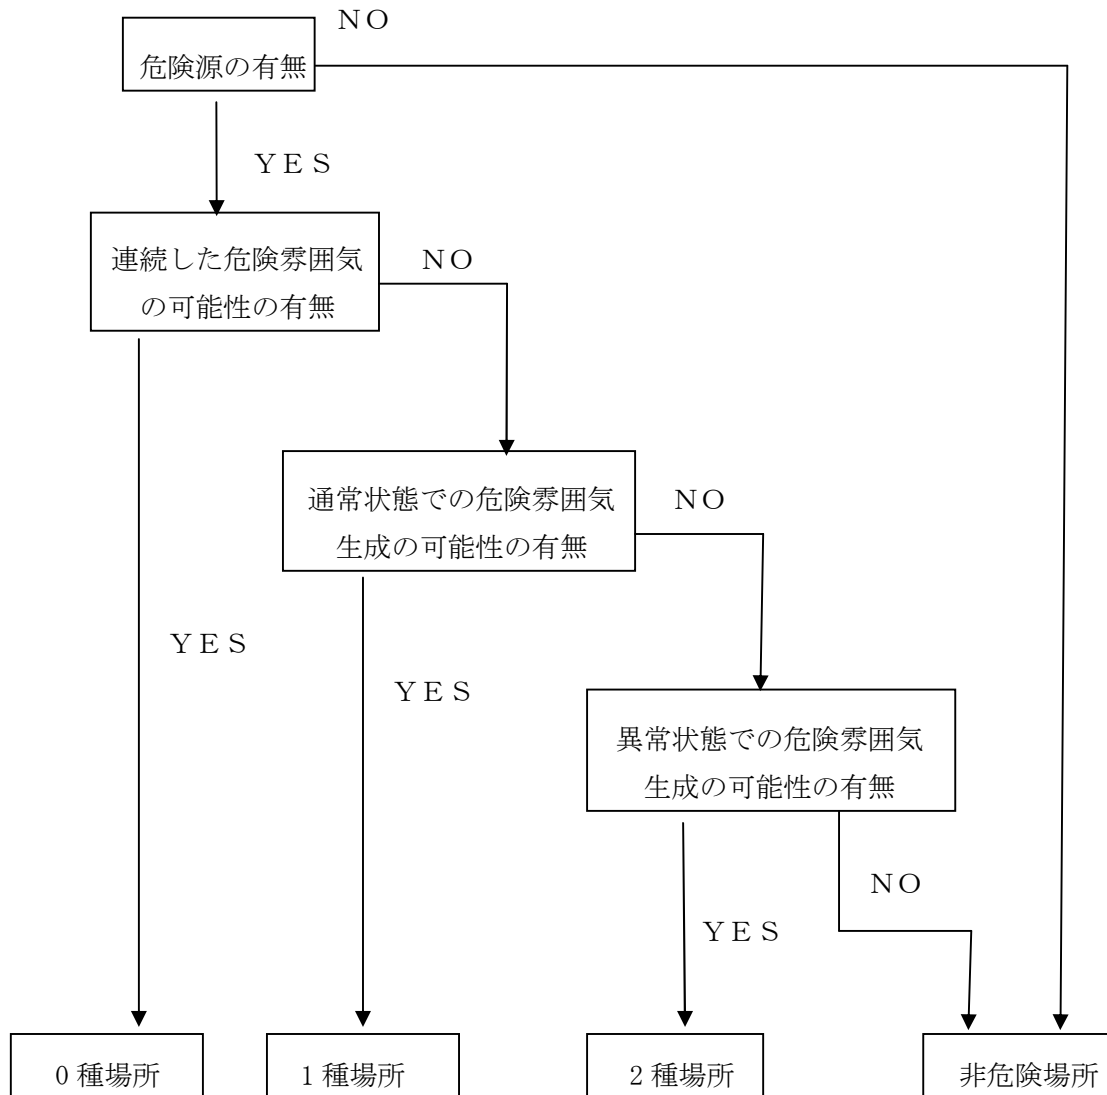 ＮＯ
危険源の有無
ＹＥＳ
連続した危険雰囲気
の可能性の有無
ＮＯ
通常状態での危険雰囲気
生成の可能性の有無
ＮＯ
ＹＥＳ
ＹＥＳ
異常状態での危険雰囲気
生成の可能性の有無
ＮＯ
ＹＥＳ
０種場所
１種場所
２種場所
非危険場所